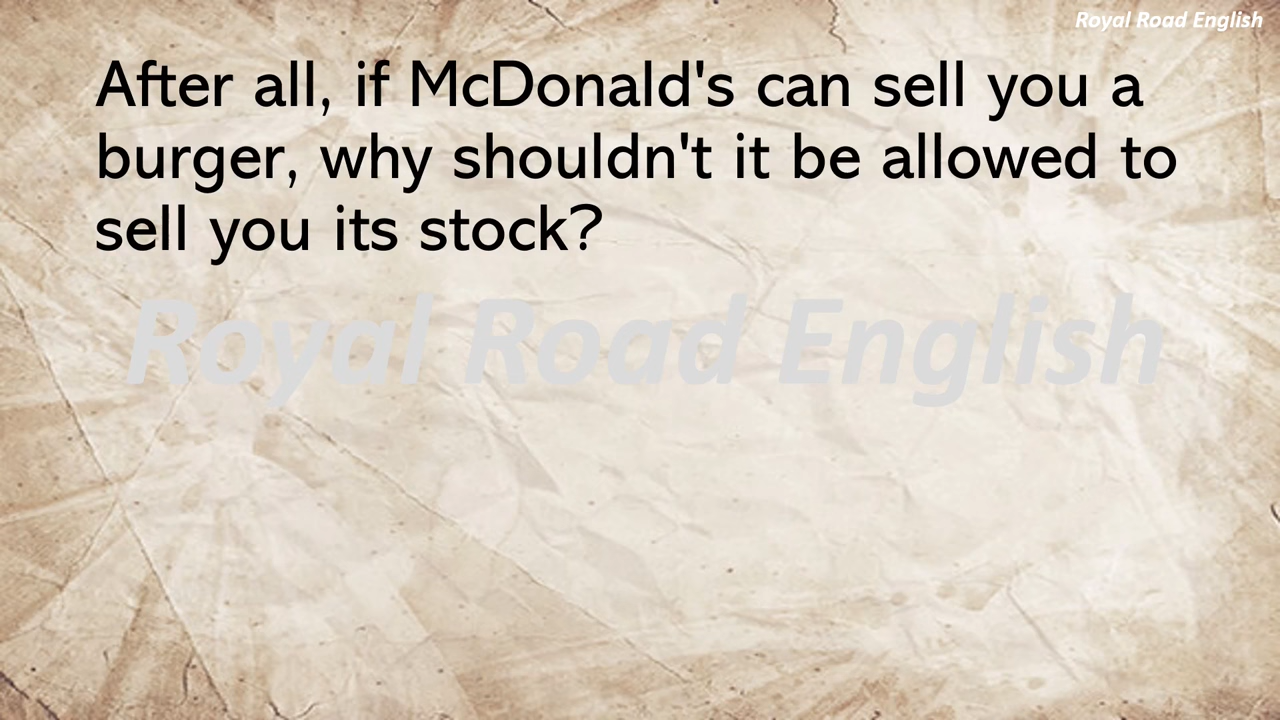 Royal Road English
After all, if McDonald's can sell you a
burger, why shouldn't it be allowed to
sell you its stock?
Royal Road English